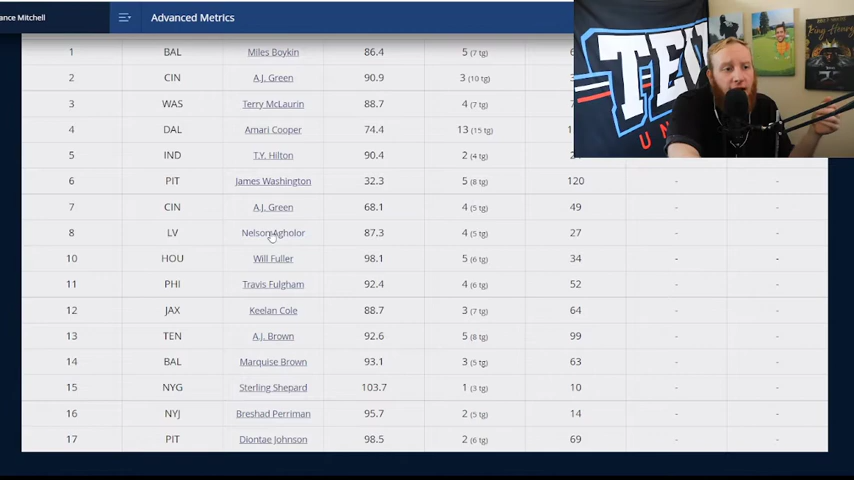 ance Mitchell
Advanced Metrics
1 BAL Miles Boykin 86.4 5 (7 tg) 6
2 CIN A.J. Green 90.9 3 (10 tg) 3
3 WAS Terry McLaurin 88.7 4 (7 tg) 7
4 DAL Amari Cooper 74.4 13 (15 tg) 1
5 IND T.Y. Hilton 90.4 2 (4 tg) 2
6 PIT James Washington 32.3 5 (8 tg) 120 - -
7 CIN A.J. Green 68.1 4 (5 tg) 49 - -
8 LV Nelson Agholor 87.3 4 (5 tg) 27 - -
10 HOU Will Fuller 98.1 5 (6 tg) 34 - -
11 PHI Travis Fulgham 92.4 4 (6 tg) 52 - -
12 JAX Keelan Cole 88.7 3 (7 tg) 64 - -
13 TEN A.J. Brown 92.6 5 (8 tg) 99 - -
14 BAL Marquise Brown 93.1 3 (5 tg) 63 - -
15 NYG Sterling Shepard 103.7 1 (3 tg) 10 - -
16 NYJ Breshad Perriman 95.7 2 (5 tg) 14 - -
17 PIT Diontae Johnson 98.5 2 (6 tg) 69 - -
TEN
U
King Henry